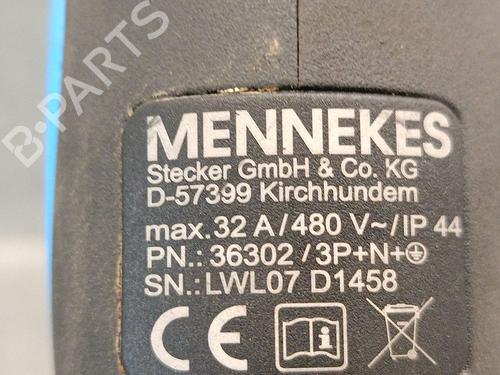 B-PARTS
MENNEKES
Stecker GmbH & Co. KG
D-57399 Kirchhundem
max. 32 A / 480 V~ / IP 44
PN.: 36302 / 3P+N+⏚
SN.: LWL07 D1458
CE i